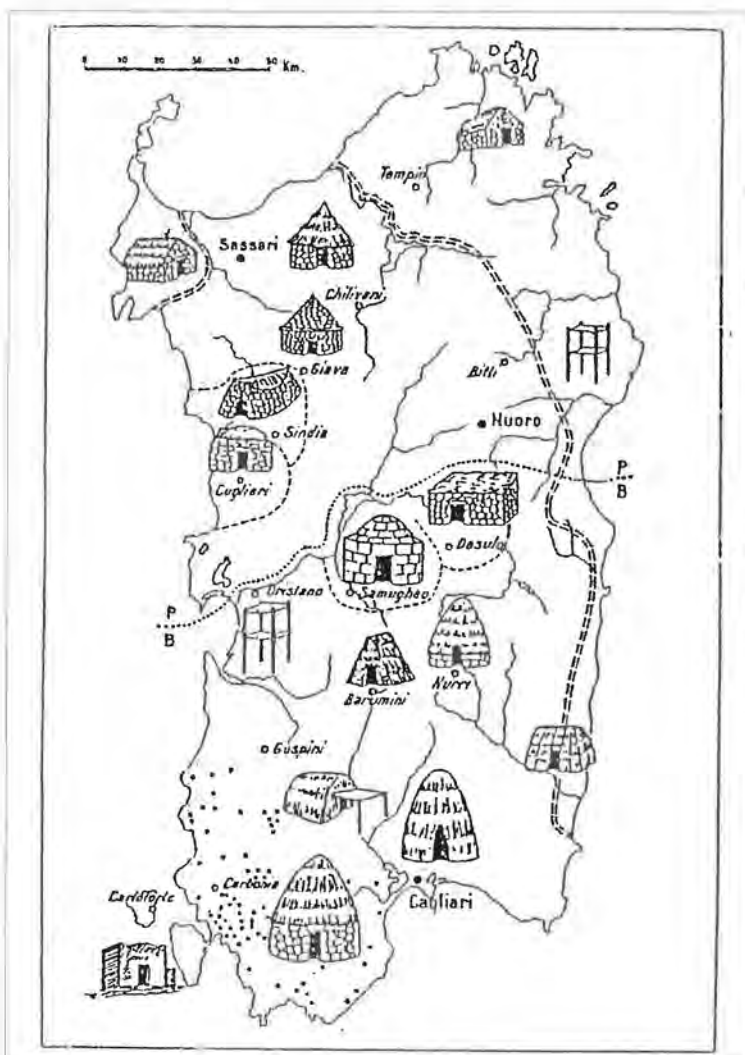 0 10 20 30 40 50 Km.
Tempio
Sassari
Chilivani
Giava
Bitti
Nuoro
Sindia
Cugliari
P
B
Desulo
Oristano
Samugheo
P
B
Barumini
Nurri
Guspini
Carbonia
Carloforte
Cagliari